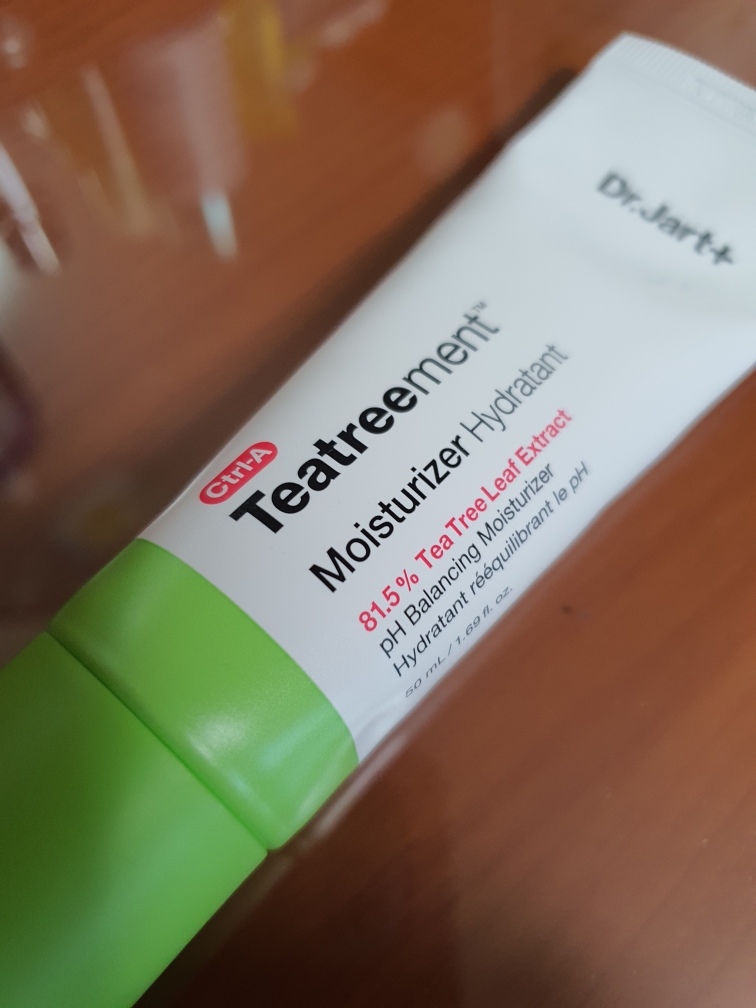 Dr.Jart+
Ctrl-A
Teatreement™
Moisturizer Hydratant
81.5% Tea Tree Leaf Extract
pH Balancing Moisturizer
Hydratant rééquilibrant le pH
50 mL / 1.69 fl. oz.